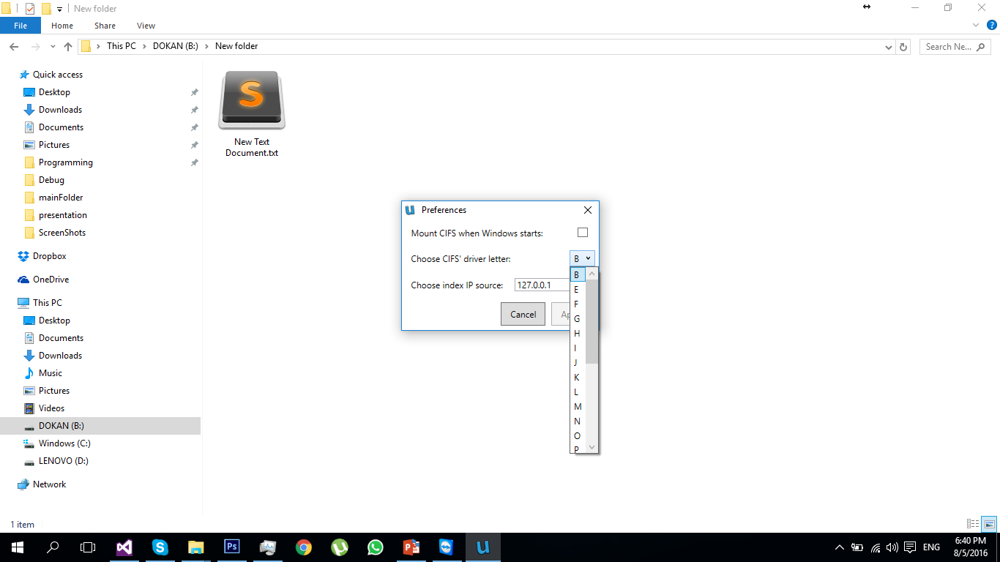 New folder
File Home Share View
This PC DOKAN (B:) New folder
Search Ne...
Quick access
Desktop
Downloads
Documents
Pictures
Programming
Debug
mainFolder
presentation
ScreenShots
Dropbox
OneDrive
This PC
Desktop
Documents
Downloads
Music
Pictures
Videos
DOKAN (B:)
Windows (C:)
LENOVO (D:)
Network
New Text
Document.txt
S
Preferences
Mount CIFS when Windows starts:
Choose CIFS' driver letter: B
Choose index IP source: 127.0.0.1
Cancel Ap
B
E
F
G
H
I
J
K
L
M
N
O
P
1 item
Ps
ENG
6:40 PM
8/5/2016